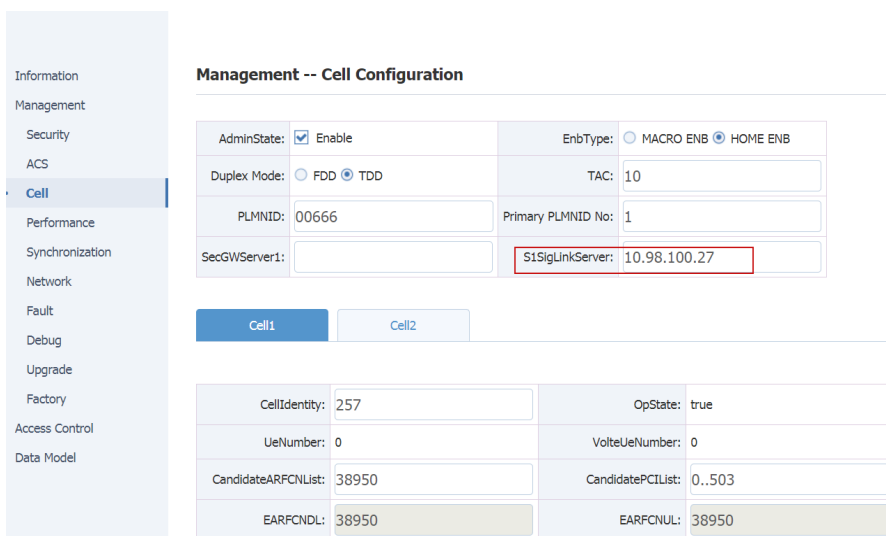 Information
Management
Security
ACS
Cell
Performance
Synchronization
Network
Fault
Debug
Upgrade
Factory
Access Control
Data Model
Management -- Cell Configuration
AdminState: Enable EnbType: MACRO ENB HOME ENB
Duplex Mode: FDD TDD TAC: 10
PLMNID: 00666 Primary PLMNID No: 1
SecGWServer1: S1SigLinkServer: 10.98.100.27
Cell1 Cell2
CellIdentity: 257 OpState: true
UeNumber: 0 VolteUeNumber: 0
CandidateARFCNList: 38950 CandidatePCIList: 0..503
EARFCNDL: 38950 EARFCNUL: 38950